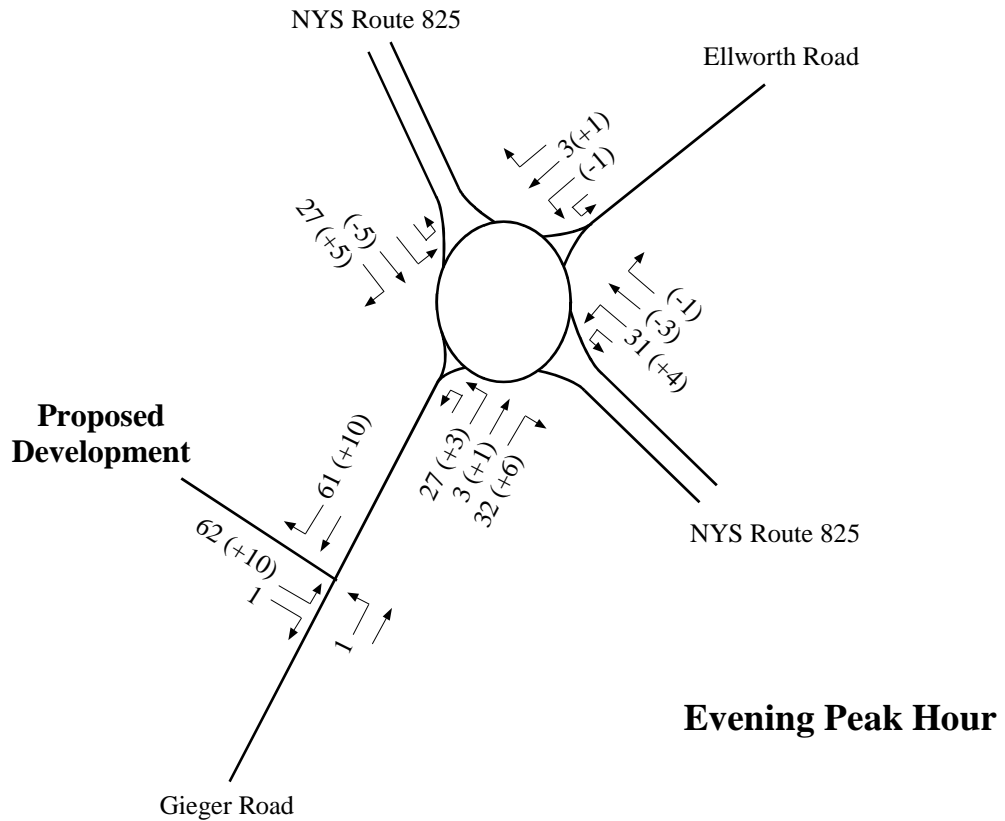 NYS Route 825
Ellworth Road
3(+1)
(-1)
27 (+5)
(-5)
(-1)
(-3)
31 (+4)
27 (+3)
3 (+1)
32 (+6)
Proposed
Development
61 (+10)
62 (+10)
1
1
NYS Route 825
Evening Peak Hour
Gieger Road